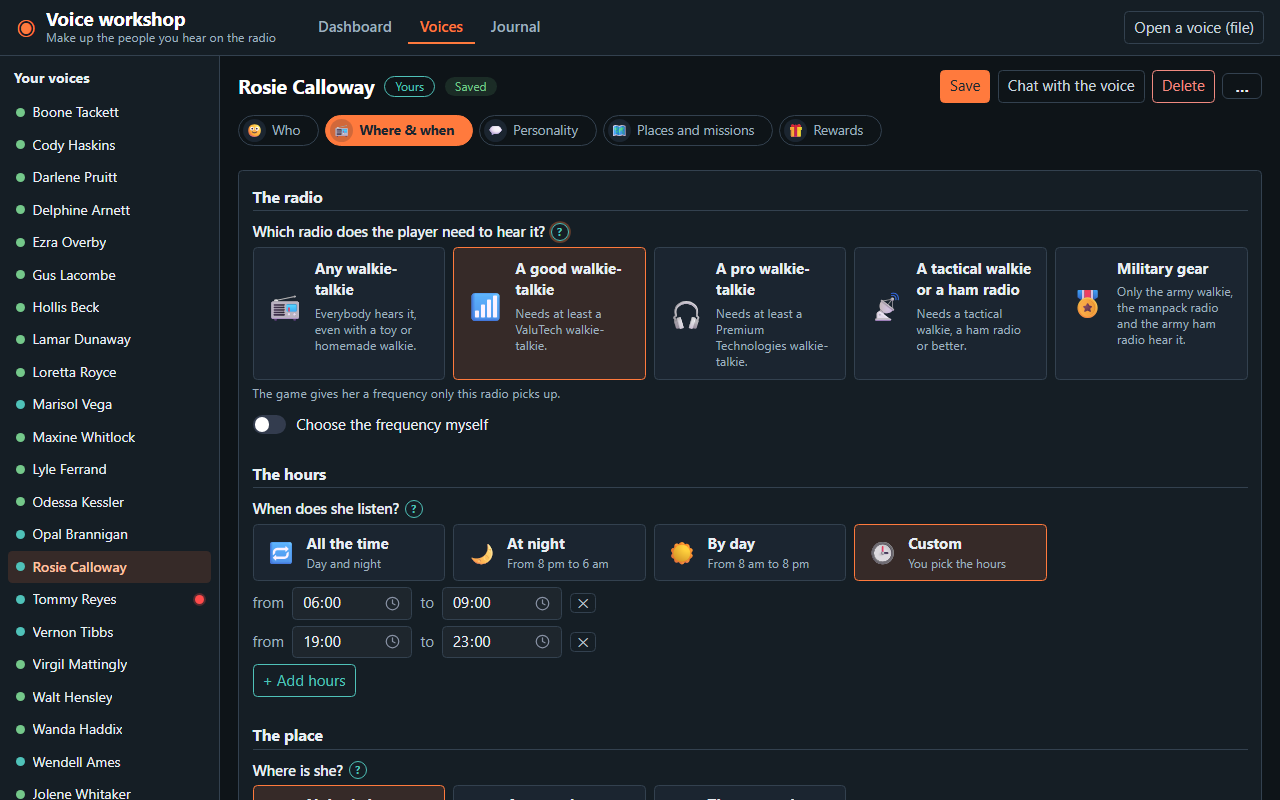 Voice workshop
Make up the people you hear on the radio
Dashboard
Voices
Journal
Open a voice (file)
Your voices
Boone Tackett
Cody Haskins
Darlene Pruitt
Delphine Arnett
Ezra Overby
Gus Lacombe
Hollis Beck
Lamar Dunaway
Loretta Royce
Marisol Vega
Maxine Whitlock
Lyle Ferrand
Odessa Kessler
Opal Brannigan
Rosie Calloway
Tommy Reyes
Vernon Tibbs
Virgil Mattingly
Walt Hensley
Wanda Haddix
Wendell Ames
Jolene Whitaker
Rosie Calloway
Yours
Saved
Save
Chat with the voice
Delete
...
Who
Where & when
Personality
Places and missions
Rewards
The radio
Which radio does the player need to hear it? ?
Any walkie-
talkie
Everybody hears it,
even with a toy or
homemade walkie.
A good walkie-
talkie
Needs at least a
ValuTech walkie-
talkie.
A pro walkie-
talkie
Needs at least a
Premium
Technologies walkie-
talkie.
A tactical walkie
or a ham radio
Needs a tactical
walkie, a ham radio
or better.
Military gear
Only the army walkie,
the manpack radio
and the army ham
radio hear it.
The game gives her a frequency only this radio picks up.
Choose the frequency myself
The hours
When does she listen? ?
All the time
Day and night
At night
From 8 pm to 6 am
By day
From 8 am to 8 pm
Custom
You pick the hours
from 06:00 to 09:00
from 19:00 to 23:00
+ Add hours
The place
Where is she? ?